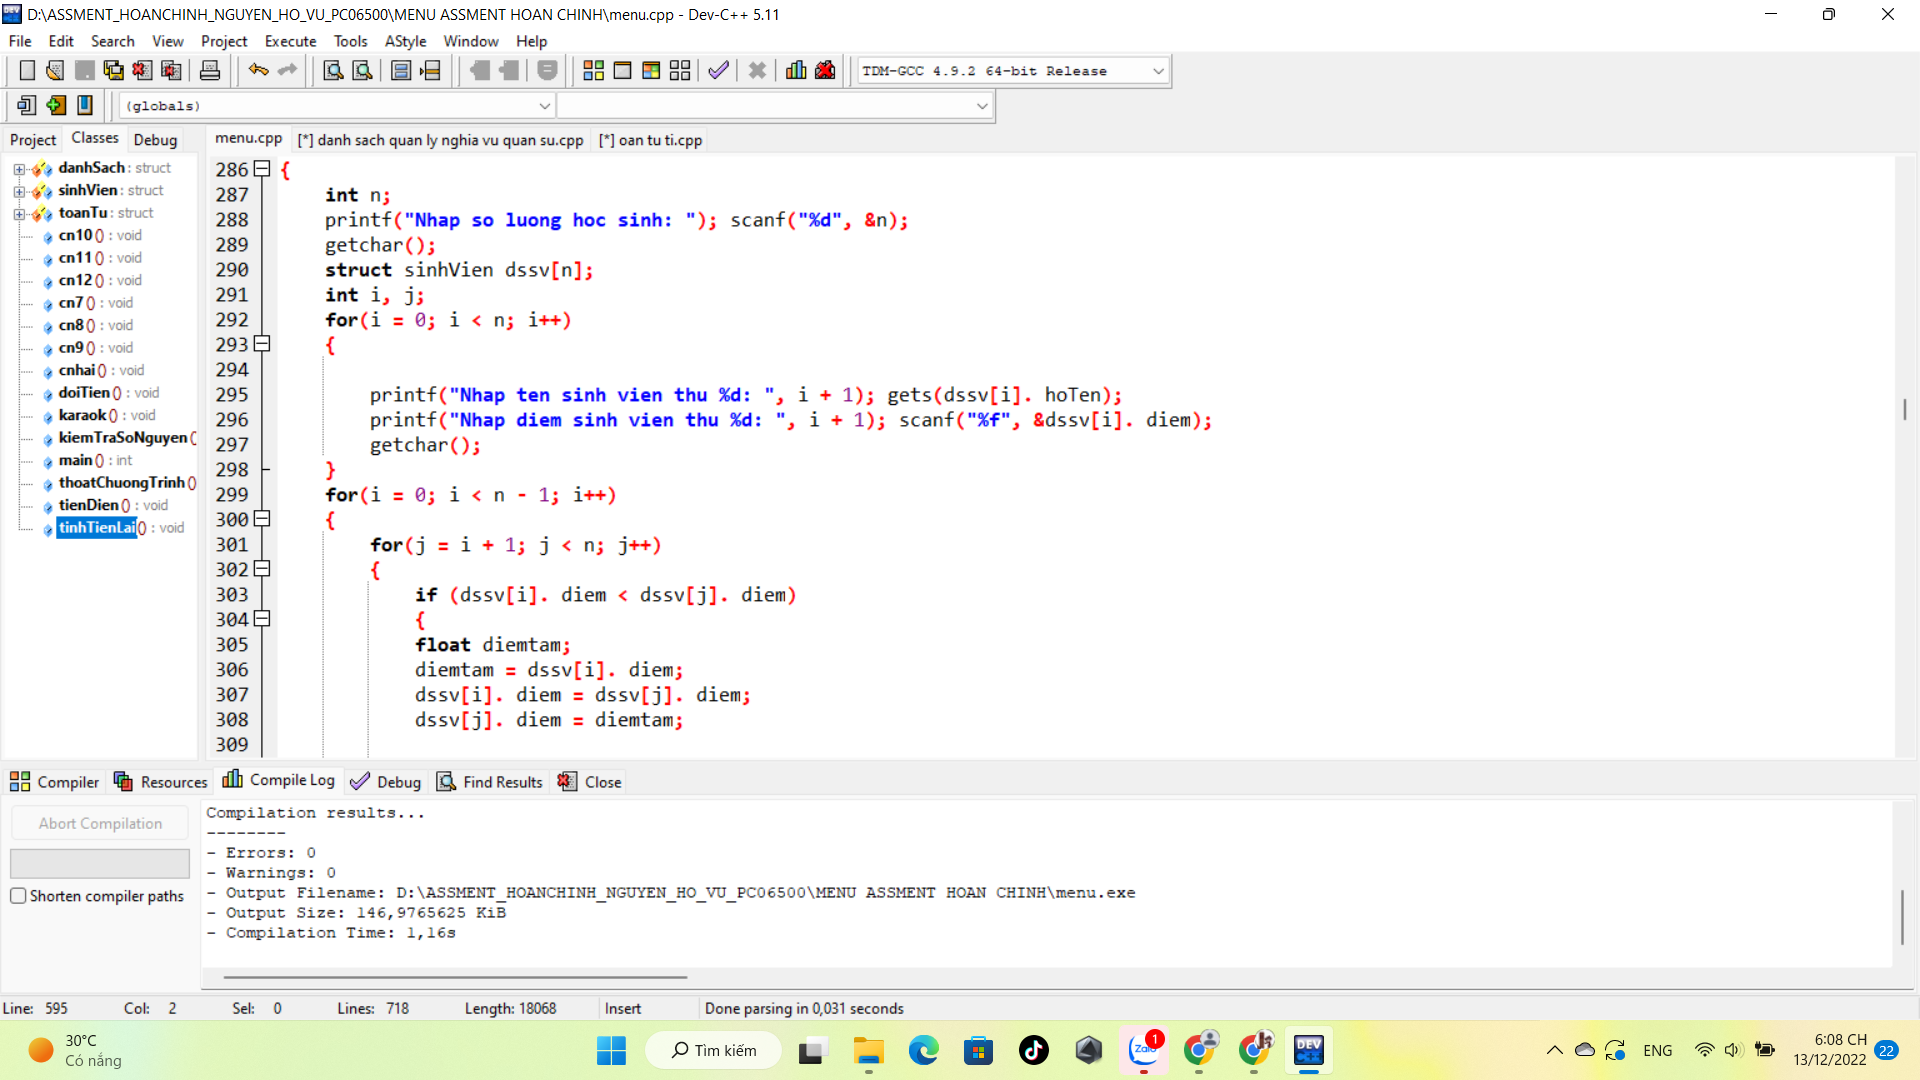 D:\ASSMENT_HOANCHINH_NGUYEN_HO_VU_PC06500\MENU ASSMENT HOAN CHINH\menu.cpp - Dev-C++ 5.11
File Edit Search View Project Execute Tools AStyle Window Help
TDM-GCC 4.9.2 64-bit Release
(globals)
Project Classes Debug
menu.cpp [*] danh sach quan ly nghia vu quan su.cpp [*] oan tu ti.cpp
danhSach : struct
sinhVien : struct
toanTu : struct
cn10 () : void
cn11 () : void
cn12 () : void
cn7 () : void
cn8 () : void
cn9 () : void
cnhai () : void
doiTien () : void
karaok () : void
kiemTraSoNguyen (
main () : int
thoatChuongTrinh ()
tienDien () : void
tinhTienLai () : void
286 {
287 int n;
288 printf("Nhap so luong hoc sinh: "); scanf("%d", &n);
289 getchar();
290 struct sinhVien dssv[n];
291 int i, j;
292 for(i = 0; i < n; i++)
293 {
294
295 printf("Nhap ten sinh vien thu %d: ", i + 1); gets(dssv[i]. hoTen);
296 printf("Nhap diem sinh vien thu %d: ", i + 1); scanf("%f", &dssv[i]. diem);
297 getchar();
298 }
299 for(i = 0; i < n - 1; i++)
300 {
301 for(j = i + 1; j < n; j++)
302 {
303 if (dssv[i]. diem < dssv[j]. diem)
304 {
305 float diemtam;
306 diemtam = dssv[i]. diem;
307 dssv[i]. diem = dssv[j]. diem;
308 dssv[j]. diem = diemtam;
309
Compiler Resources Compile Log Debug Find Results Close
Abort Compilation
Shorten compiler paths
Compilation results...
--------
- Errors: 0
- Warnings: 0
- Output Filename: D:\ASSMENT_HOANCHINH_NGUYEN_HO_VU_PC06500\MENU ASSMENT HOAN CHINH\menu.exe
- Output Size: 146,9765625 KiB
- Compilation Time: 1,16s
Line: 595 Col: 2 Sel: 0 Lines: 718 Length: 18068 Insert Done parsing in 0,031 seconds
30°C
Có nắng
Tìm kiếm
Zalo
1
DEV C++
ENG
6:08 CH
13/12/2022
22